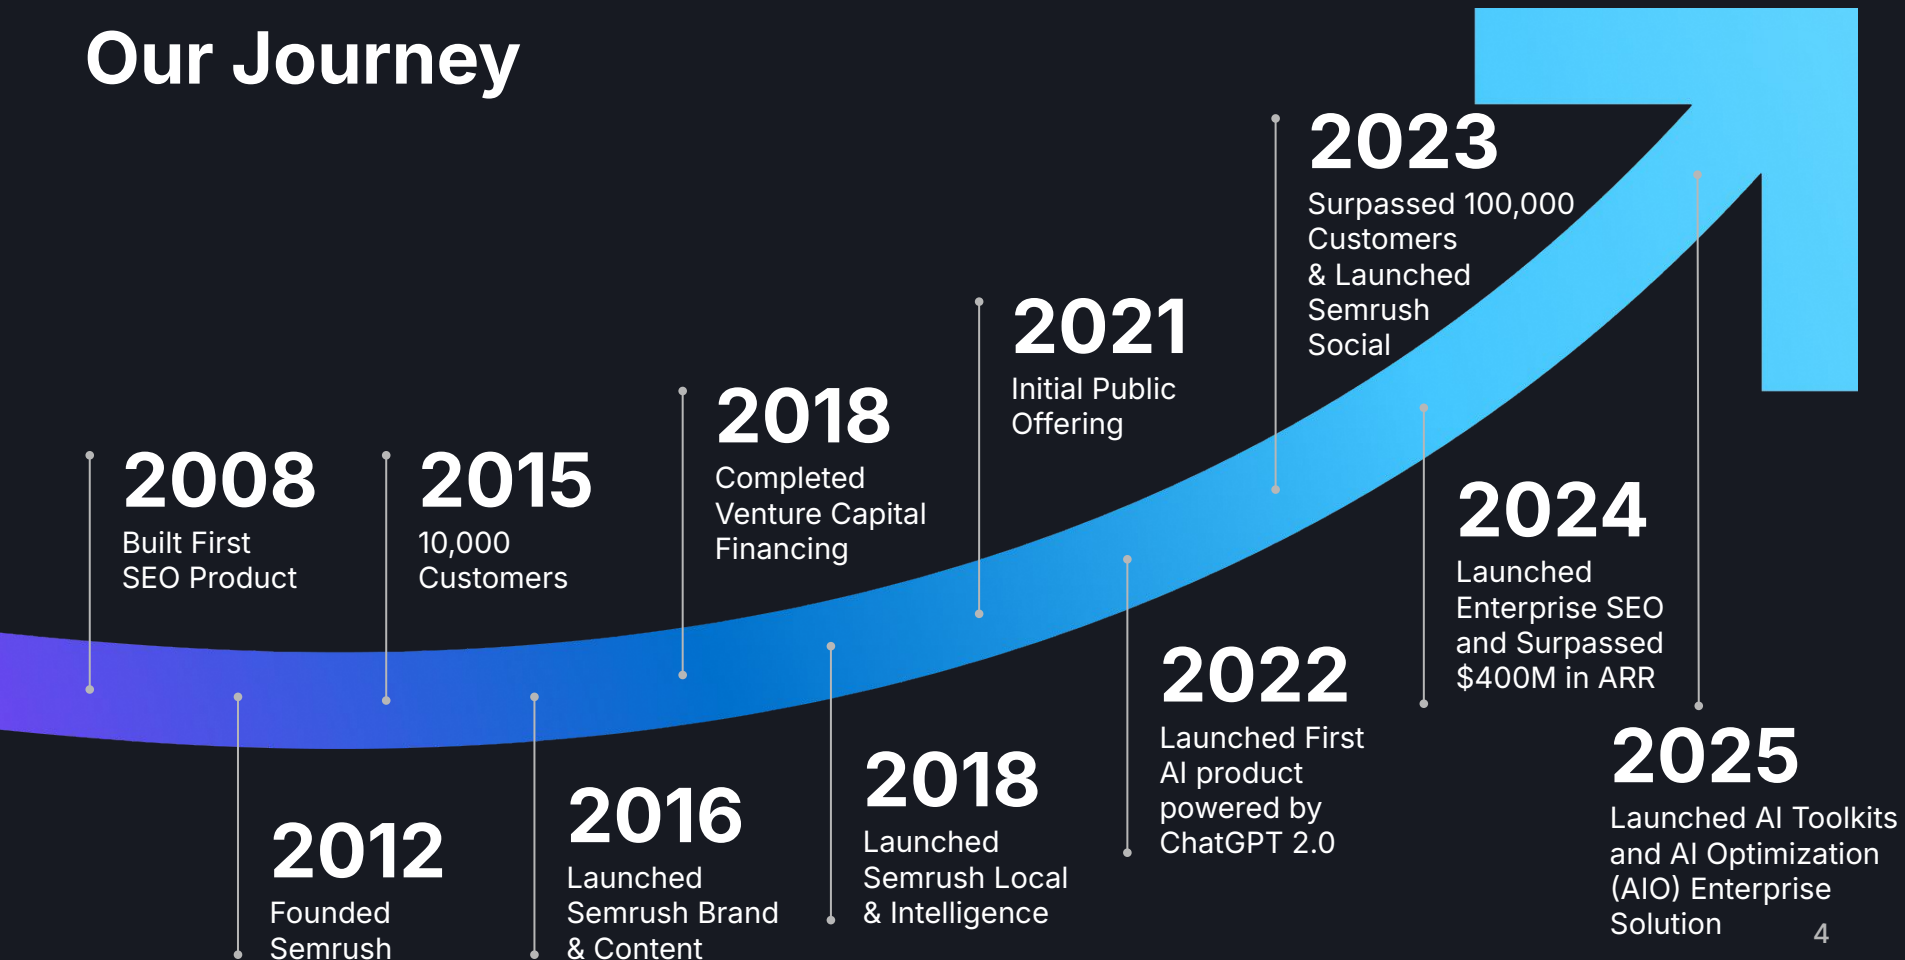 Our Journey
2008
Built First
SEO Product
2012
Founded
Semrush
2015
10,000
Customers
2016
Launched
Semrush Brand
& Content
2018
Completed
Venture Capital
Financing
2018
Launched
Semrush Local
& Intelligence
2021
Initial Public
Offering
2022
Launched First
AI product
powered by
ChatGPT 2.0
2023
Surpassed 100,000
Customers
& Launched
Semrush
Social
2024
Launched
Enterprise SEO
and Surpassed
$400M in ARR
2025
Launched AI Toolkits
and AI Optimization
(AIO) Enterprise
Solution
4